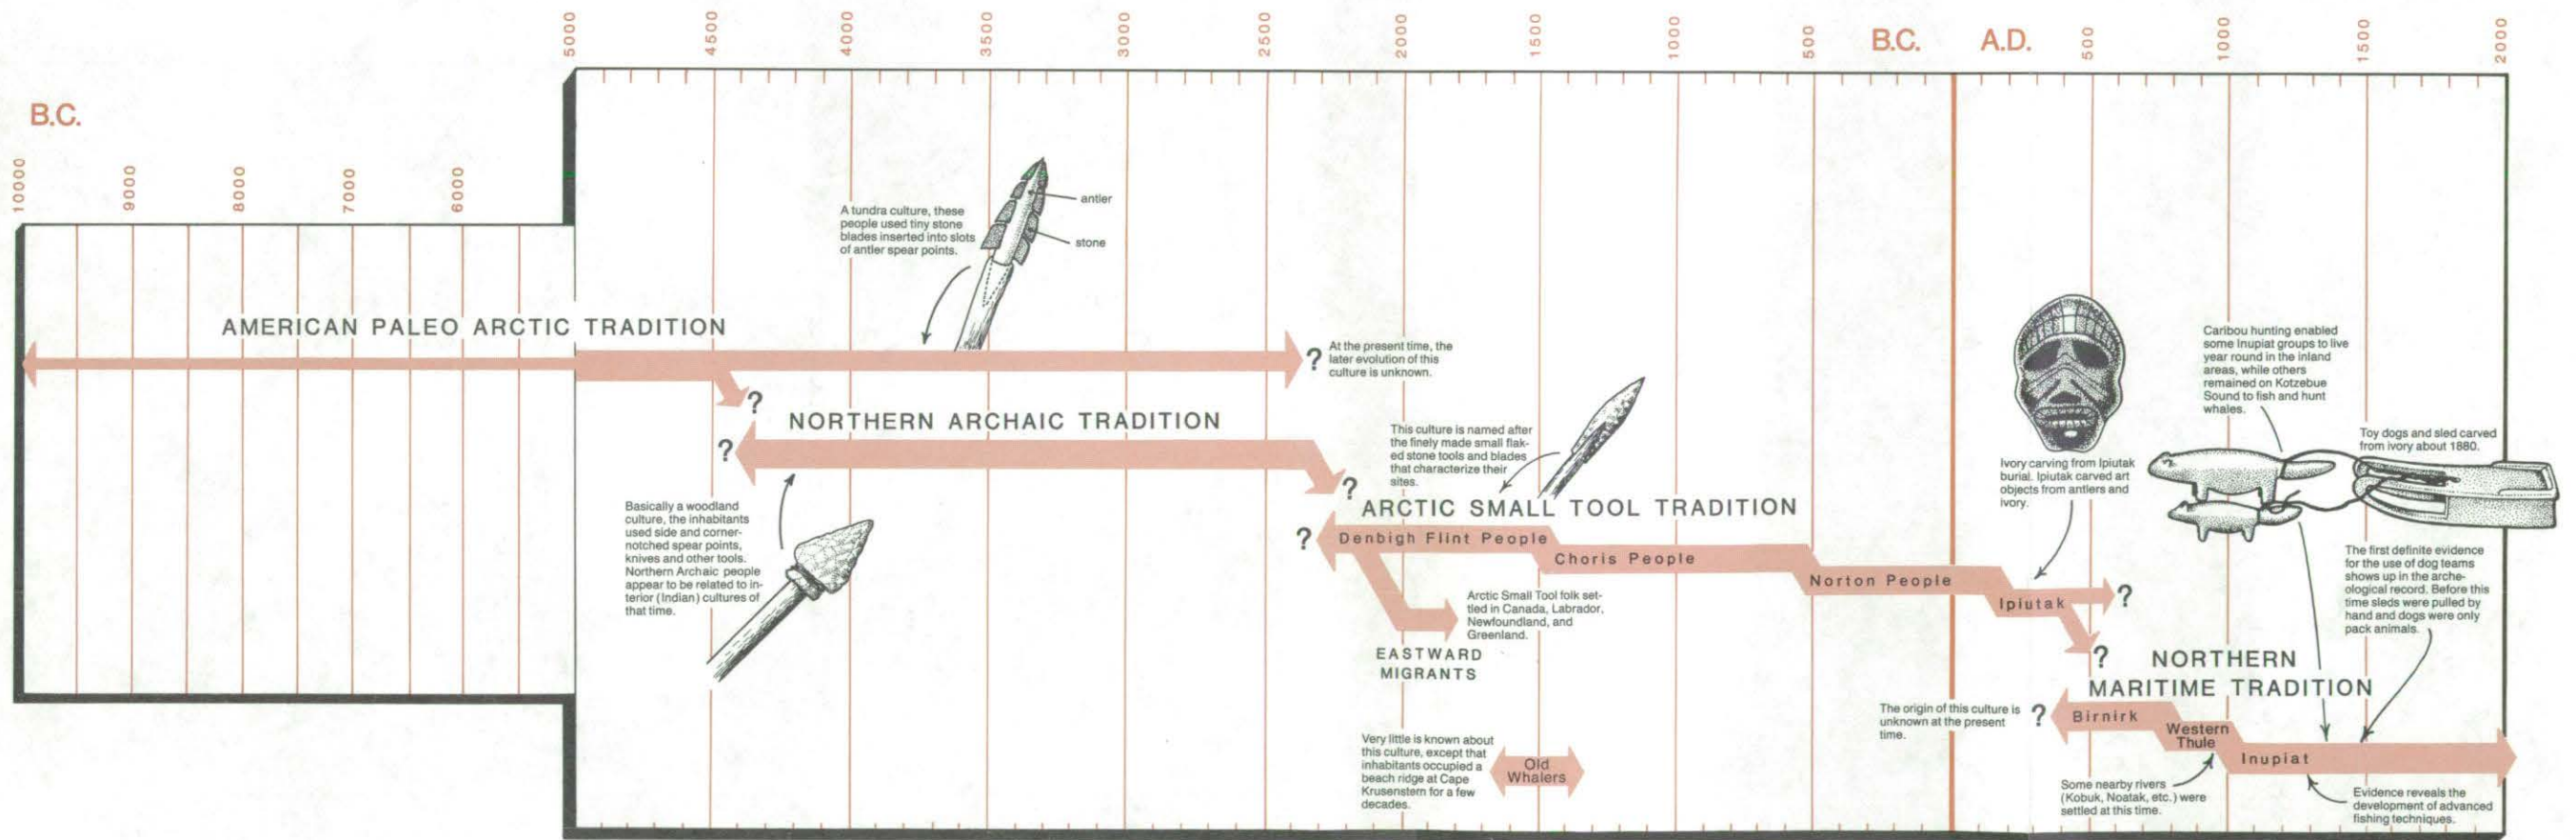 5000
4500
4000
3500
3000
2500
2000
1500
1000
500
B.C.
A.D.
500
1000
1500
2000
B.C.
10000
9000
8000
7000
6000
A tundra culture, these
people used tiny stone
blades inserted into slots
of antler spear points.
antler
stone
AMERICAN PALEO ARCTIC TRADITION
?
At the present time, the
later evolution of this
culture is unknown.
?
NORTHERN ARCHAIC TRADITION
?
?
Basically a woodland
culture, the inhabitants
used side and corner-
notched spear points,
knives and other tools.
Northern Archaic people
appear to be related to in-
terior (Indian) cultures of
that time.
This culture is named after
the finely made small flak-
ed stone tools and blades
that characterize their
sites.
ARCTIC SMALL TOOL TRADITION
?
Denbigh Flint People
Choris People
Norton People
Ipiutak
?
?
Arctic Small Tool folk set-
tled in Canada, Labrador,
Newfoundland, and
Greenland.
EASTWARD
MIGRANTS
Very little is known about
this culture, except that
inhabitants occupied a
beach ridge at Cape
Krusenstern for a few
decades.
Old
Whalers
Ivory carving from Ipiutak
burial. Ipiutak carved art
objects from antlers and
ivory.
Caribou hunting enabled
some Inupiat groups to live
year round in the inland
areas, while others
remained on Kotzebue
Sound to fish and hunt
whales.
Toy dogs and sled carved
from ivory about 1880.
The first definite evidence
for the use of dog teams
shows up in the arche-
ological record. Before this
time sleds were pulled by
hand and dogs were only
pack animals.
NORTHERN
MARITIME TRADITION
The origin of this culture is
unknown at the present
time.
?
Birnirk
Western
Thule
Inupiat
Some nearby rivers
(Kobuk, Noatak, etc.) were
settled at this time.
Evidence reveals the
development of advanced
fishing techniques.